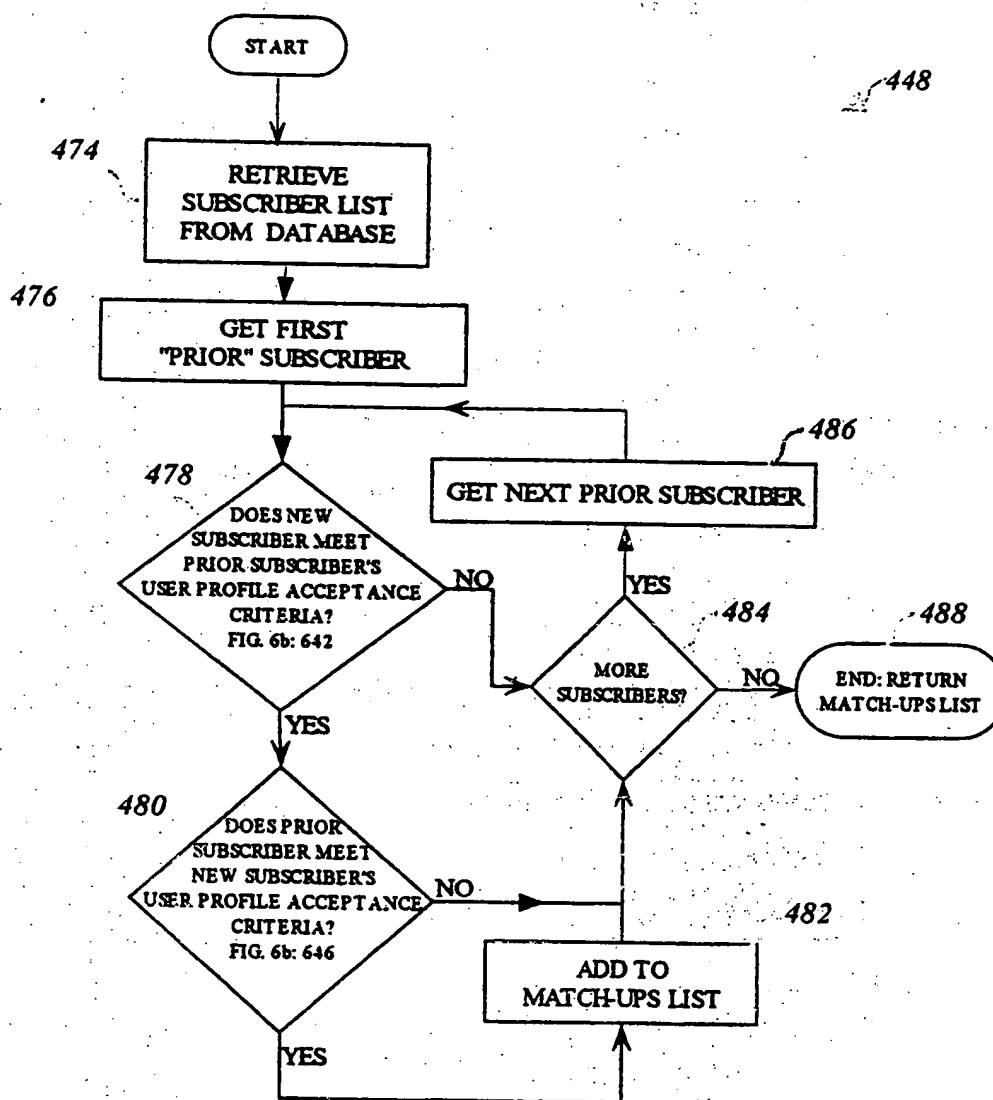 START
448
474
RETRIEVE
SUBSCRIBER LIST
FROM DATABASE
476
GET FIRST
"PRIOR" SUBSCRIBER
486
GET NEXT PRIOR SUBSCRIBER
478
DOES NEW
SUBSCRIBER MEET
PRIOR SUBSCRIBER'S
USER PROFILE ACCEPTANCE
CRITERIA?
FIG. 6b: 642
NO
YES
YES
484
MORE
SUBSCRIBERS?
NO
488
END: RETURN
MATCH-UPS LIST
480
DOES PRIOR
SUBSCRIBER MEET
NEW SUBSCRIBER'S
USER PROFILE ACCEPTANCE
CRITERIA?
FIG. 6b: 646
NO
YES
482
ADD TO
MATCH-UPS LIST